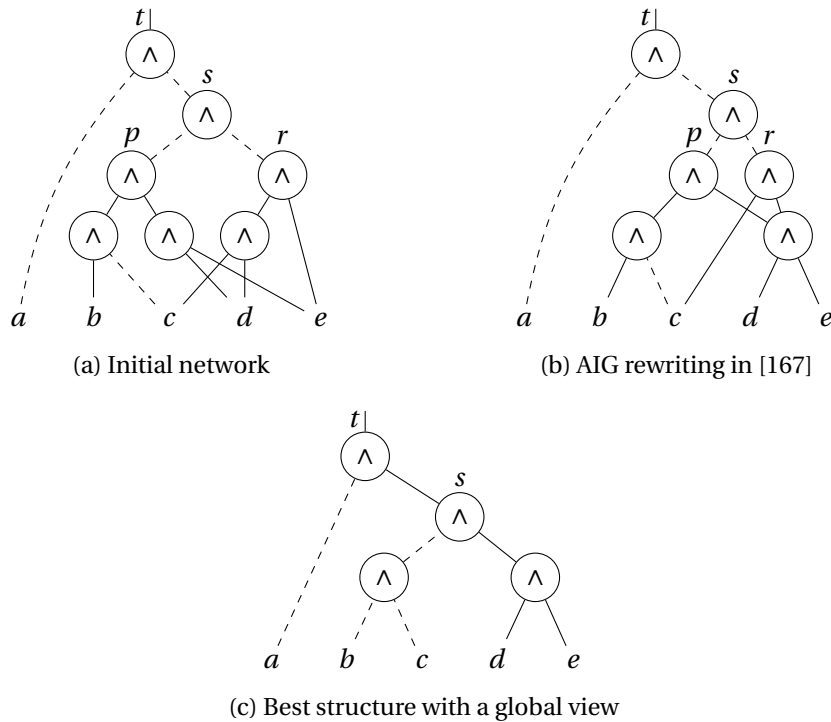 t t
∧ ∧
s s
∧ ∧
p r p r
∧ ∧ ∧ ∧
∧ ∧ ∧ ∧ ∧
a b c d e a b c d e
(a) Initial network (b) AIG rewriting in [167]
t
∧
s
∧
∧ ∧
a b c d e
(c) Best structure with a global view